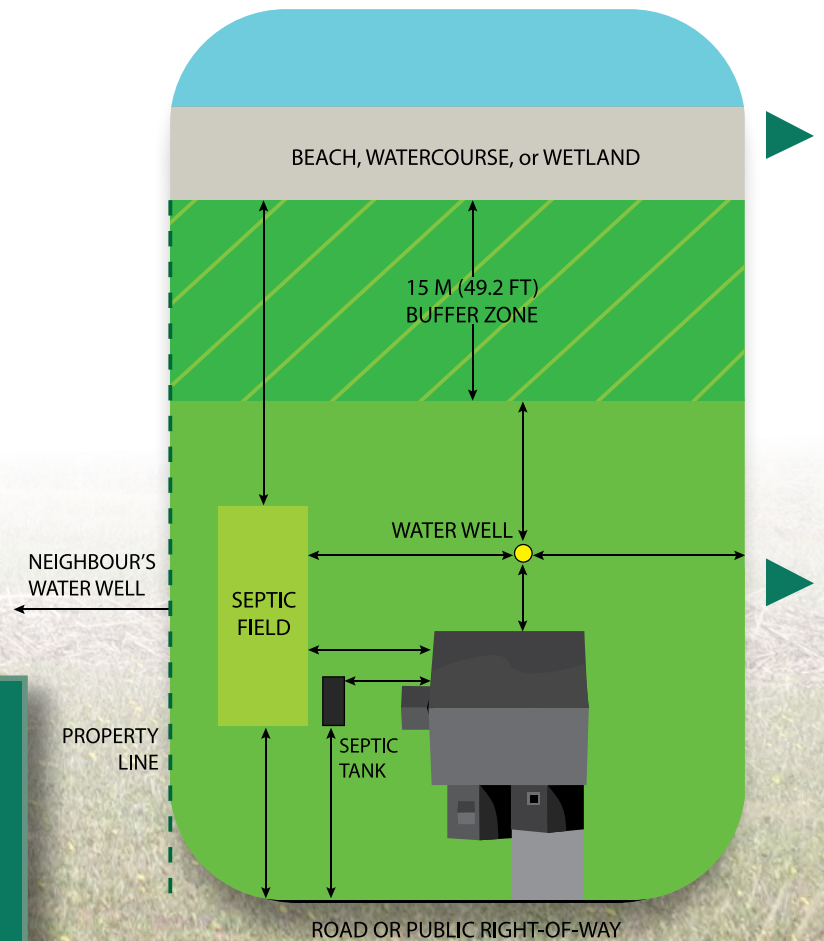 BEACH, WATERCOURSE, or WETLAND
15 M (49.2 FT)
BUFFER ZONE
WATER WELL
NEIGHBOUR'S
WATER WELL
SEPTIC
FIELD
PROPERTY
LINE
SEPTIC
TANK
ROAD OR PUBLIC RIGHT-OF-WAY